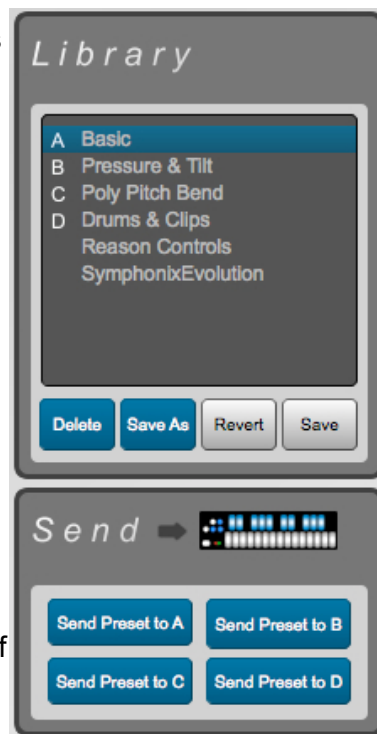 Library
A Basic
B Pressure & Tilt
C Poly Pitch Bend
D Drums & Clips
Reason Controls
SymphonixEvolution
Delete Save As Revert Save
Send
Send Preset to A Send Preset to B
f
Send Preset to C Send Preset to D